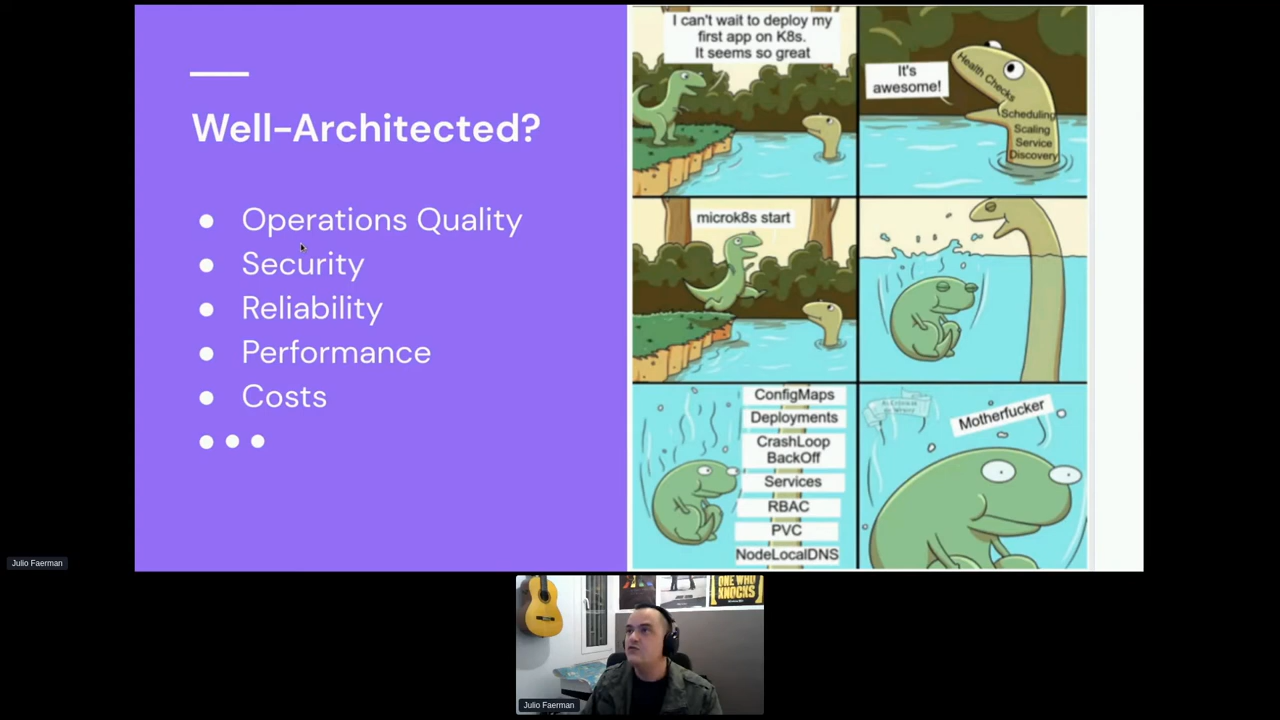 Well-Architected?
● Operations Quality
● Security
● Reliability
● Performance
● Costs
● ● ●
I can't wait to deploy my
first app on K8s.
It seems so great
It's
awesome!
Health Checks
Scheduling
Scaling
Service
Discovery
microk8s start
ConfigMaps
Deployments
CrashLoop
BackOff
Services
RBAC
PVC
NodeLocalDNS
Motherfucker
Julio Faerman
ONE WHO
KNOCKS
Julio Faerman